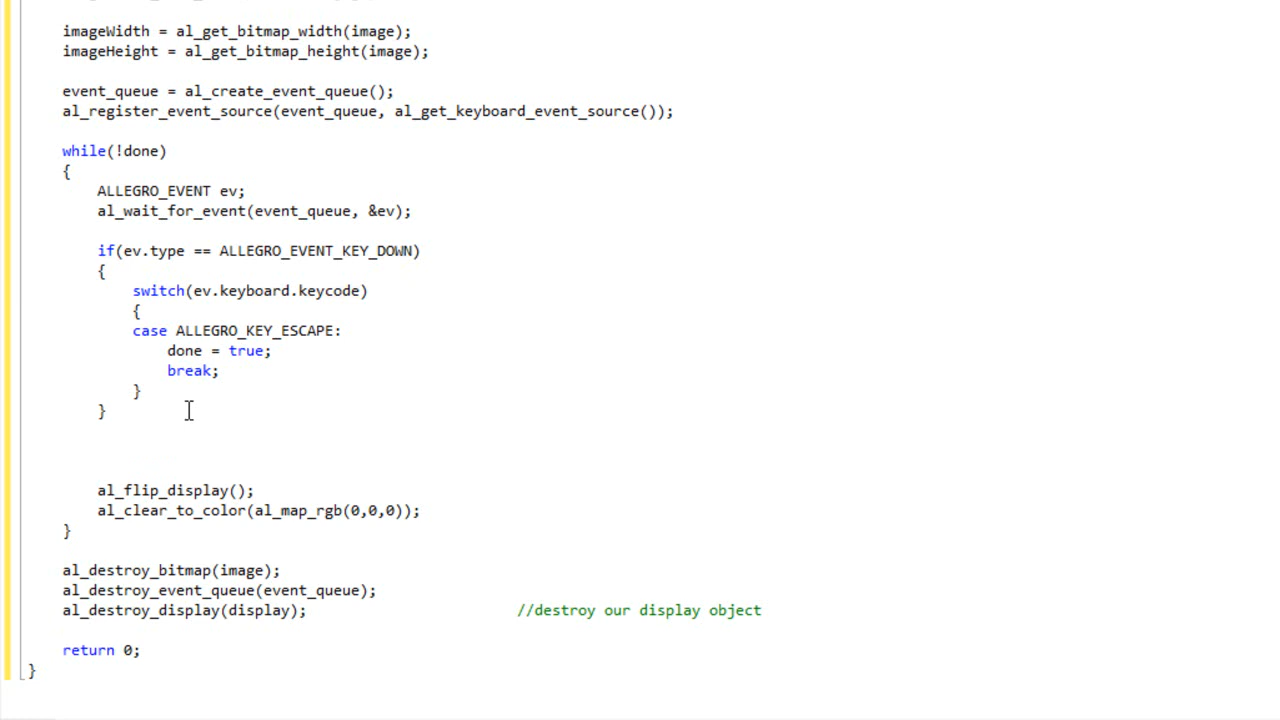 imageWidth = al_get_bitmap_width(image);
imageHeight = al_get_bitmap_height(image);
event_queue = al_create_event_queue();
al_register_event_source(event_queue, al_get_keyboard_event_source());
while(!done)
{
ALLEGRO_EVENT ev;
al_wait_for_event(event_queue, &ev);
if(ev.type == ALLEGRO_EVENT_KEY_DOWN)
{
switch(ev.keyboard.keycode)
{
case ALLEGRO_KEY_ESCAPE:
done = true;
break;
}
}
al_flip_display();
al_clear_to_color(al_map_rgb(0,0,0));
}
al_destroy_bitmap(image);
al_destroy_event_queue(event_queue);
al_destroy_display(display); //destroy our display object
return 0;
}